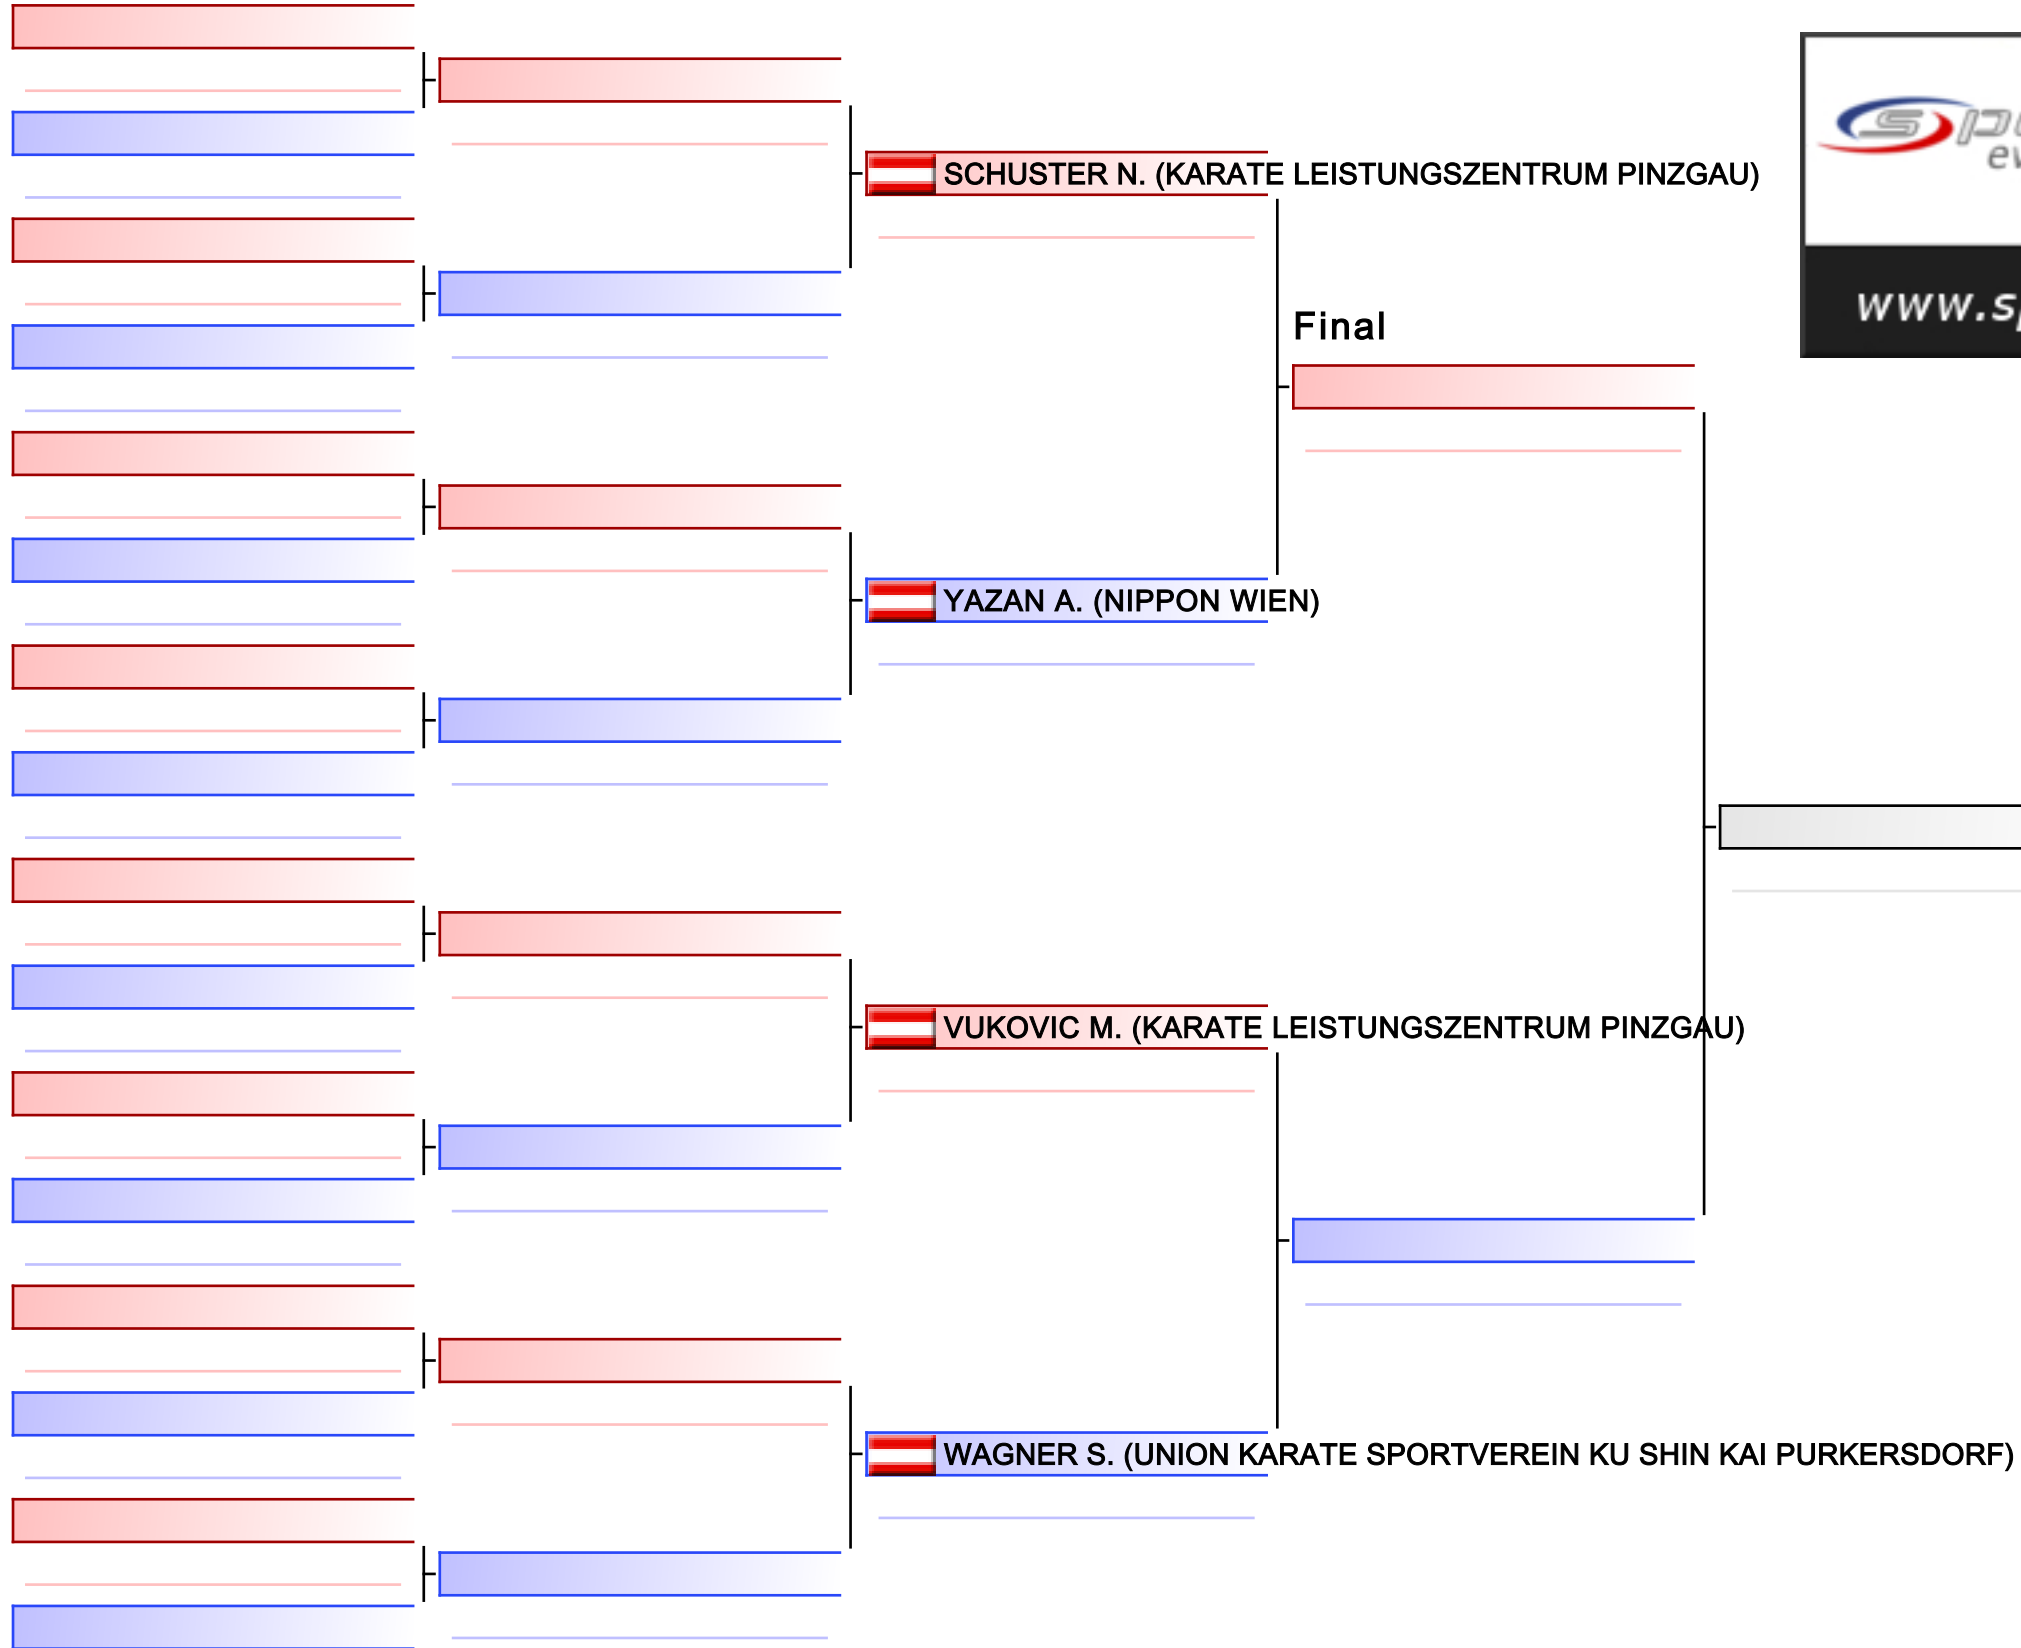 SCHUSTER N. (KARATE LEISTUNGSZENTRUM PINZGAU)
Final
YAZAN A. (NIPPON WIEN)
VUKOVIC M. (KARATE LEISTUNGSZENTRUM PINZGAU)
WAGNER S. (UNION KARATE SPORTVEREIN KU SHIN KAI PURKERSDORF)